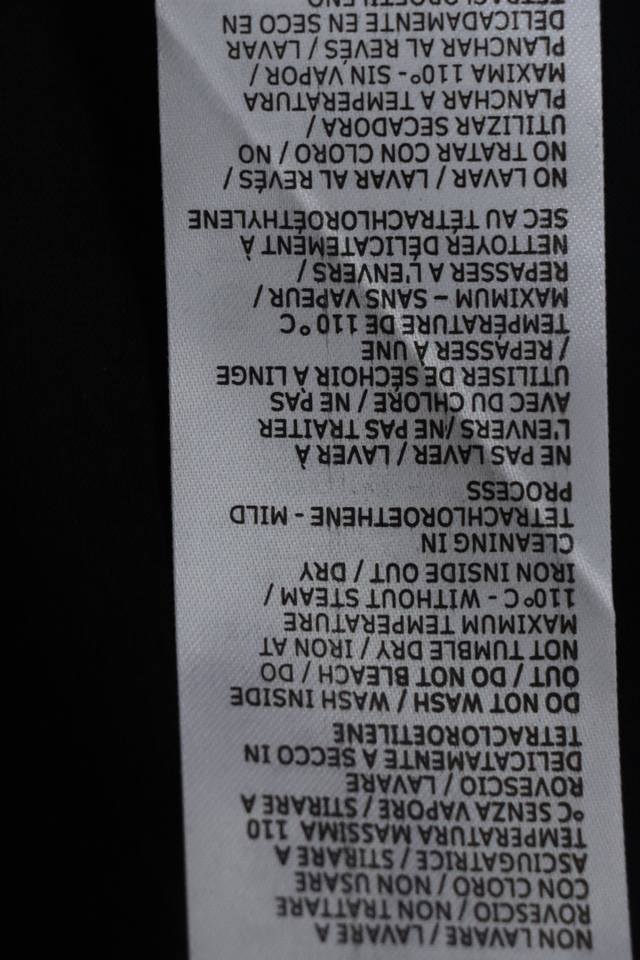 NON LAVARE / LAVARE A
ROVESCIO / NON TRATTARE
CON CLORO / NON USARE
ASCIUGATRICE / STIRARE A
TEMPERATURA MASSIMA 110
°C SENZA VAPORE / STIRARE A
ROVESCIO / LAVARE
DELICATAMENTE A SECCO IN
TETRACLOROETILENE
DO NOT WASH / WASH INSIDE
OUT / DO NOT BLEACH / DO
NOT TUMBLE DRY / IRON AT
MAXIMUM TEMPERATURE
110°C - WITHOUT STEAM /
IRON INSIDE OUT / DRY
CLEANING IN
TETRACHLOROETHENE - MILD
PROCESS
NE PAS LAVER / LAVER À
L'ENVERS /NE PAS TRAITER
AVEC DU CHLORE / NE PAS
UTILISER DE SÉCHOIR À LINGE
/ REPASSER À UNE
TEMPÉRATURE DE 110°C
MAXIMUM – SANS VAPEUR /
REPASSER A L'ENVERS /
NETTOYER DÉLICATEMENT À
SEC AU TÉTRACHLOROÉTHYLENE
NO LAVAR / LAVAR AL REVÉS /
NO TRATAR CON CLORO / NO
UTILIZAR SECADORA /
PLANCHAR A TEMPERATURA
MAXIMA 110° - SIN VAPOR /
PLANCHAR AL REVÉS / LAVAR
DELICADAMENTE EN SECO EN
TETRACLOROETILENO